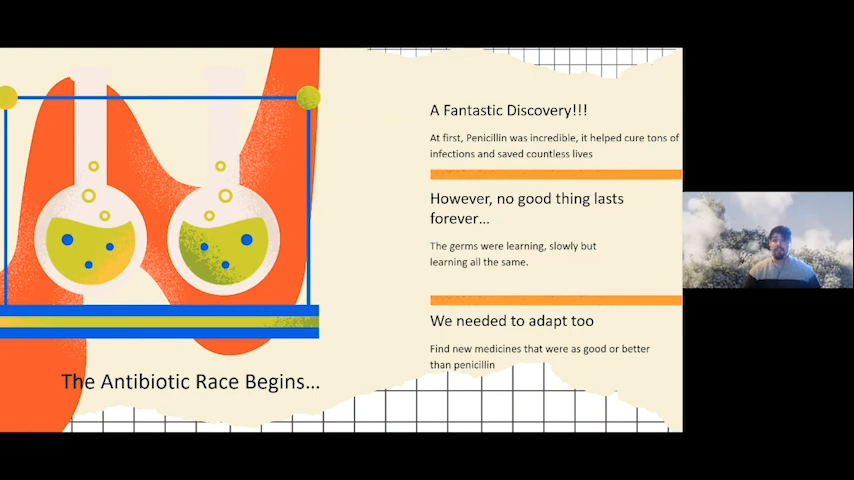 A Fantastic Discovery!!!
At first, Penicillin was incredible, it helped cure tons of
infections and saved countless lives
However, no good thing lasts
forever...
The germs were learning, slowly but
learning all the same.
We needed to adapt too
Find new medicines that were as good or better
than penicillin
The Antibiotic Race Begins...